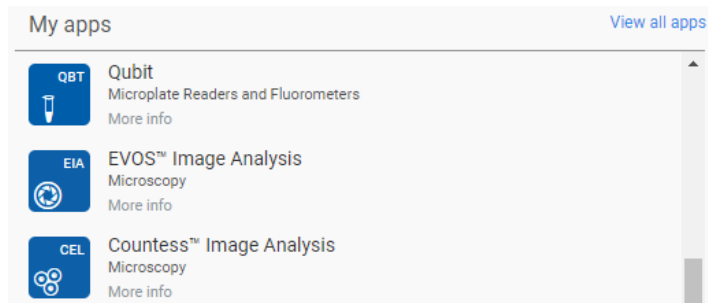 My apps
View all apps
QBT
Qubit
Microplate Readers and Fluorometers
More info
EIA
EVOS™ Image Analysis
Microscopy
More info
CEL
Countess™ Image Analysis
Microscopy
More info